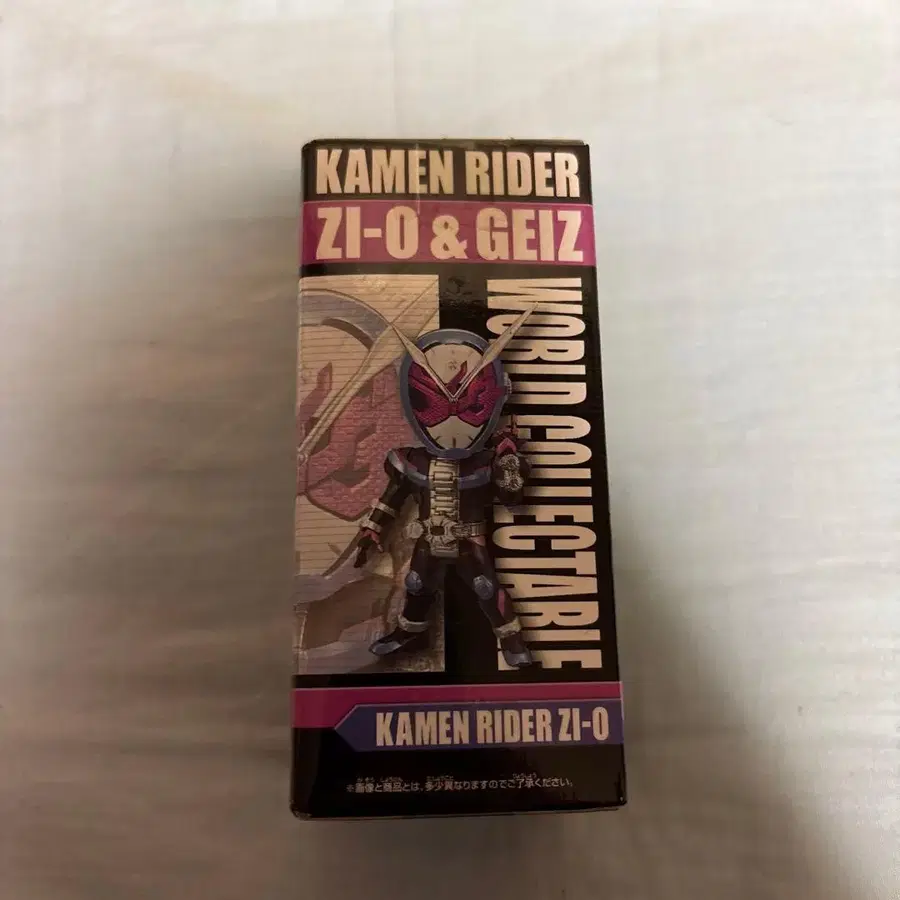 KAMEN RIDER
ZI-O & GEIZ
WORLD COLLECTABLE
KAMEN RIDER ZI-O
※画像と商品とは、多少異なりますのでご了承ください。